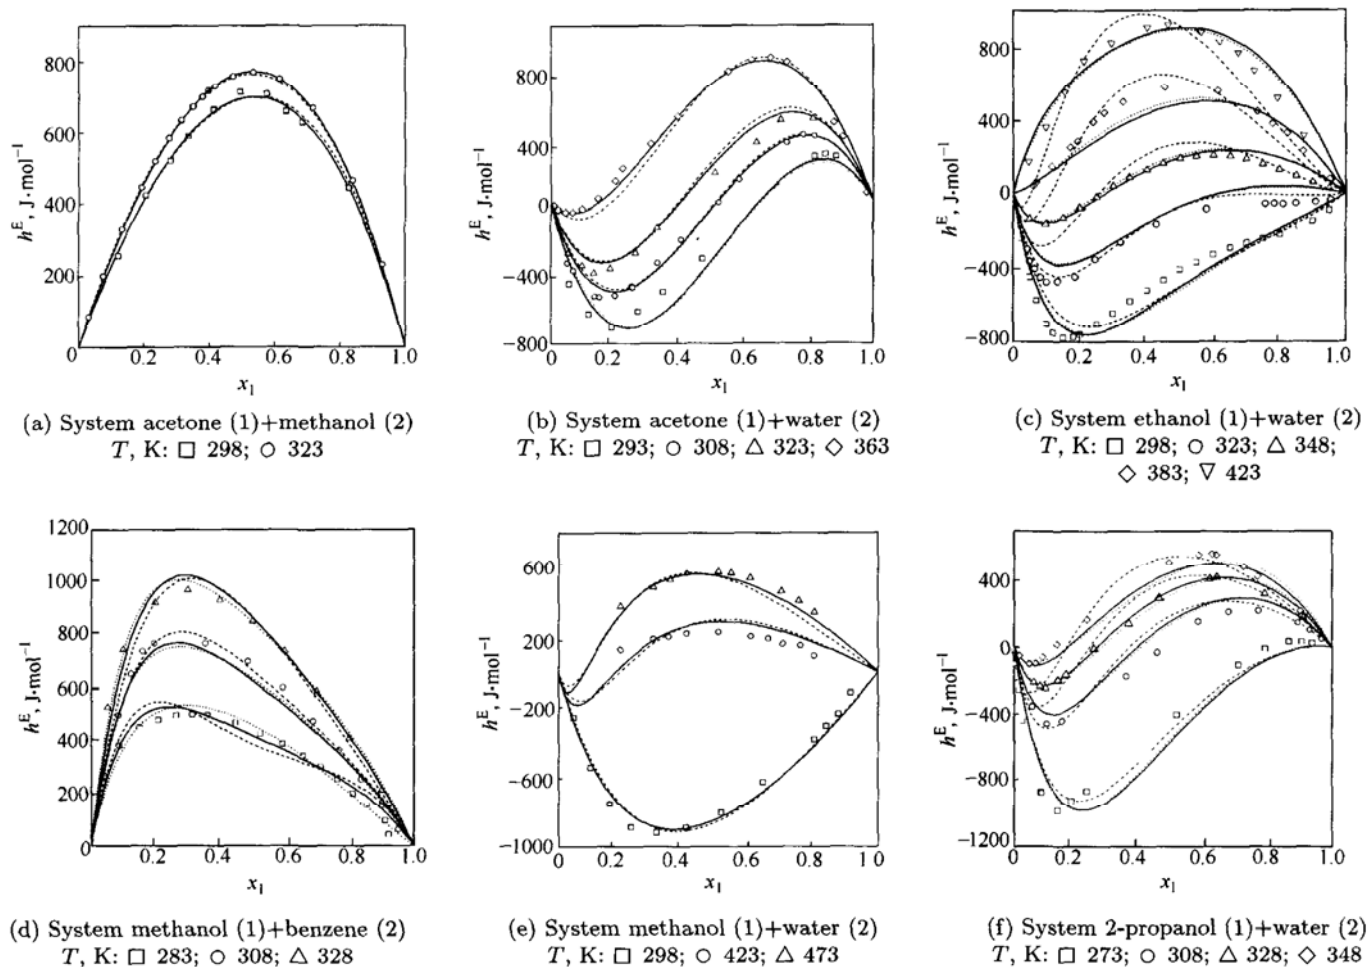 800
600
400
200
0
h^E, J·mol⁻¹
0 0.2 0.4 0.6 0.8 1.0
x₁
(a) System acetone (1)+methanol (2)
T, K: □ 298; ○ 323
800
400
0
−400
−800
h^E, J·mol⁻¹
0 0.2 0.4 0.6 0.8 1.0
x₁
(b) System acetone (1)+water (2)
T, K: □ 293; ○ 308; △ 323; ◇ 363
800
400
0
−400
−800
h^E, J·mol⁻¹
0 0.2 0.4 0.6 0.8 1.0
x₁
(c) System ethanol (1)+water (2)
T, K: □ 298; ○ 323; △ 348;
◇ 383; ▽ 423
1200
1000
800
600
400
200
0
h^E, J·mol⁻¹
0.2 0.4 0.6 0.8 1.0
x₁
(d) System methanol (1)+benzene (2)
T, K: □ 283; ○ 308; △ 328
600
200
−200
−600
−1000
h^E, J·mol⁻¹
0 0.2 0.4 0.6 0.8 1 0
x₁
(e) System methanol (1)+water (2)
T, K: □ 298; ○ 423; △ 473
400
0
−400
−800
−1200
h^E, J·mol⁻¹
0 0.2 0.4 0.6 0.8 1.0
x₁
(f) System 2-propanol (1)+water (2)
T, K: □ 273; ○ 308; △ 328; ◇ 348